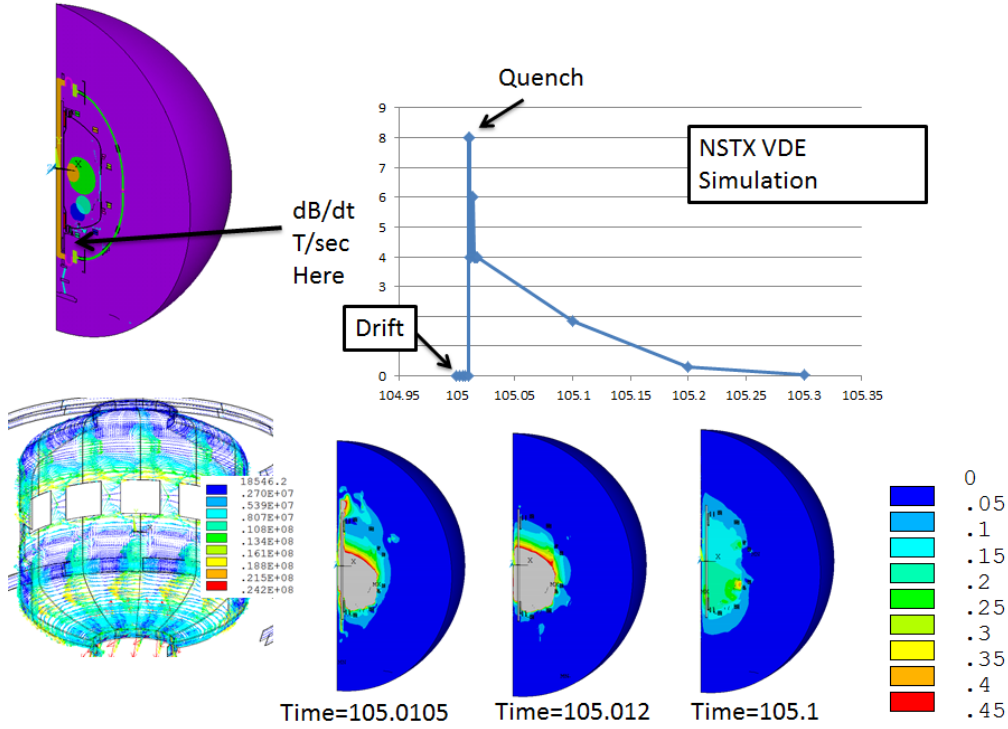 Quench
9
8
7
6
5
4
3
2
1
0
104.95
105
105.05
105.1
105.15
105.2
105.25
105.3
105.35
NSTX VDE
Simulation
dB/dt
T/sec
Here
Drift
18546.2
.270E+07
.539E+07
.807E+07
.108E+08
.134E+08
.161E+08
.188E+08
.215E+08
.242E+08
Time=105.0105
Time=105.012
Time=105.1
0
.05
.1
.15
.2
.25
.3
.35
.4
.45